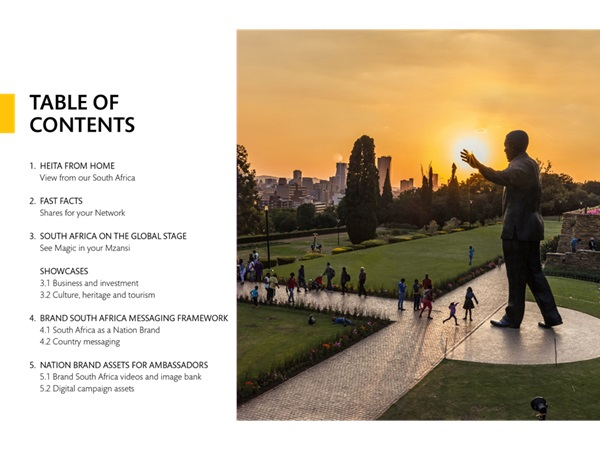 TABLE OF
CONTENTS
1. HEITA FROM HOME
View from our South Africa
2. FAST FACTS
Shares for your Network
3. SOUTH AFRICA ON THE GLOBAL STAGE
See Magic in your Mzansi
SHOWCASES
3.1 Business and investment
3.2 Culture, heritage and tourism
4. BRAND SOUTH AFRICA MESSAGING FRAMEWORK
4.1 South Africa as a Nation Brand
4.2 Country messaging
5. NATION BRAND ASSETS FOR AMBASSADORS
5.1 Brand South Africa videos and image bank
5.2 Digital campaign assets